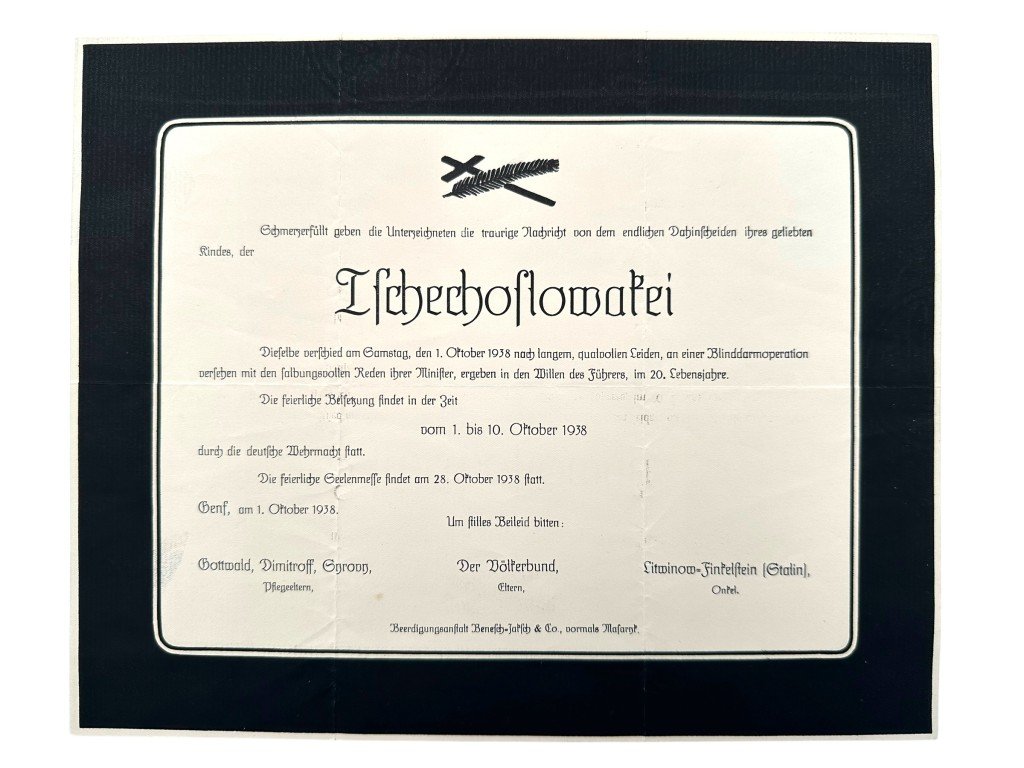 Schmerzerfüllt geben die Unterzeichneten die traurige Nachricht von dem endlichen Dahinscheiden ihres geliebten
Kindes, der
Tschechoslowakei
Dieselbe verschied am Samstag, den 1. Oktober 1938 nach langem, qualvollen Leiden, an einer Blinddarmoperation
versehen mit den salbungsvollen Reden ihrer Minister, ergeben in den Willen des Führers, im 20. Lebensjahre.
Die feierliche Beisetzung findet in der Zeit
vom 1. bis 10. Oktober 1938
durch die deutsche Wehrmacht statt.
Die feierliche Seelenmesse findet am 28. Oktober 1938 statt.
Genf, am 1. Oktober 1938.
Um stilles Beileid bitten:
Gottwald, Dimitroff, Syrovy, Der Völkerbund, Litwinow-Finkelstein (Stalin),
Pflegeeltern, Eltern, Onkel.
Beerdigungsanstalt Benesch-Jaksch & Co., vormals Masaryk.